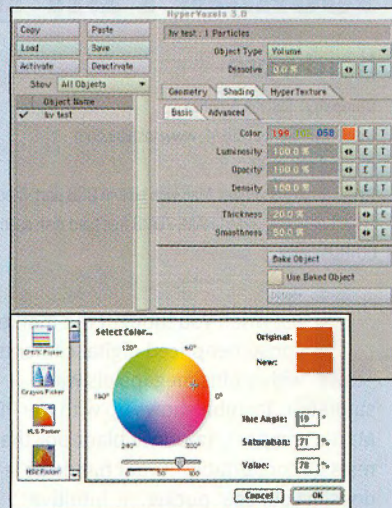 HyperVoxels 3.0
Copy Paste
Load Save
Activate Deactivate
Show All Objects
Object Name
hv test
hv test : 1 Particles
Object Type Volume
Dissolve 0.0 % E T
Geometry Shading HyperTexture
Basic Advanced
Color 199 058 E T
Luminosity 100.0 % E T
Opacity 100.0 % E T
Density 100.0 % E T
Thickness 20.0 % E T
Smoothness 50.0 % E T
Bake Object
Use Baked Object
CMYK Picker
Crayon Picker
HLS Picker
HSV Picker
Select Color...
120° 60°
180° 0°
240° 300°
0 50 100
Original:
New:
Hue Angle: 19 °
Saturation: 71 %
Value: 78 %
Cancel OK